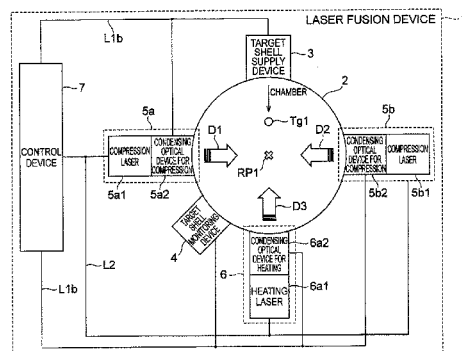 LASER FUSION DEVICE
L1b
TARGET
SHELL
SUPPLY
DEVICE
3
7
2
CHAMBER
5a
Tg1
5b
D1
D2
CONTROL
DEVICE
COMPRESSION
LASER
CONDENSING
OPTICAL
DEVICE FOR
COMPRESSION
CONDENSING
OPTICAL
DEVICE FOR
COMPRESSION
COMPRESSION
LASER
RP1
5a1
5a2
5b2
5b1
D3
TARGET
SHELL
MONITORING
DEVICE
4
6a2
CONDENSING
OPTICAL
DEVICE FOR
HEATING
L2
6
6a1
L1b
HEATING
LASER